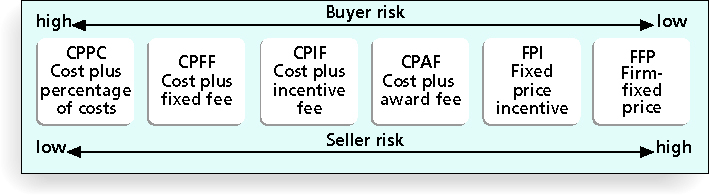 Buyer risk
high low
CPPC
Cost plus
percentage
of costs
CPFF
Cost plus
fixed fee
CPIF
Cost plus
incentive
fee
CPAF
Cost plus
award fee
FPI
Fixed
price
incentive
FFP
Firm-
fixed
price
low high
Seller risk